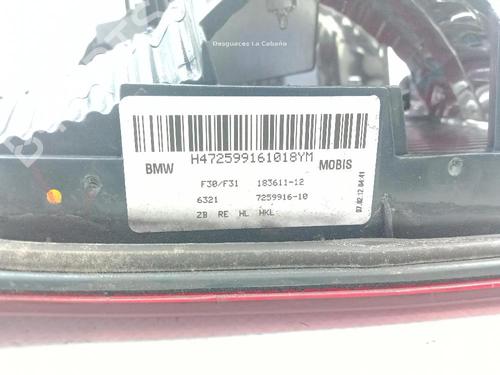 Desguaces La Cabaña
H472599161018YM
BMW MOBIS
F30/F31 183611-12
6321 7259916-10
ZB RE HL HKL
07.02.12 04:41